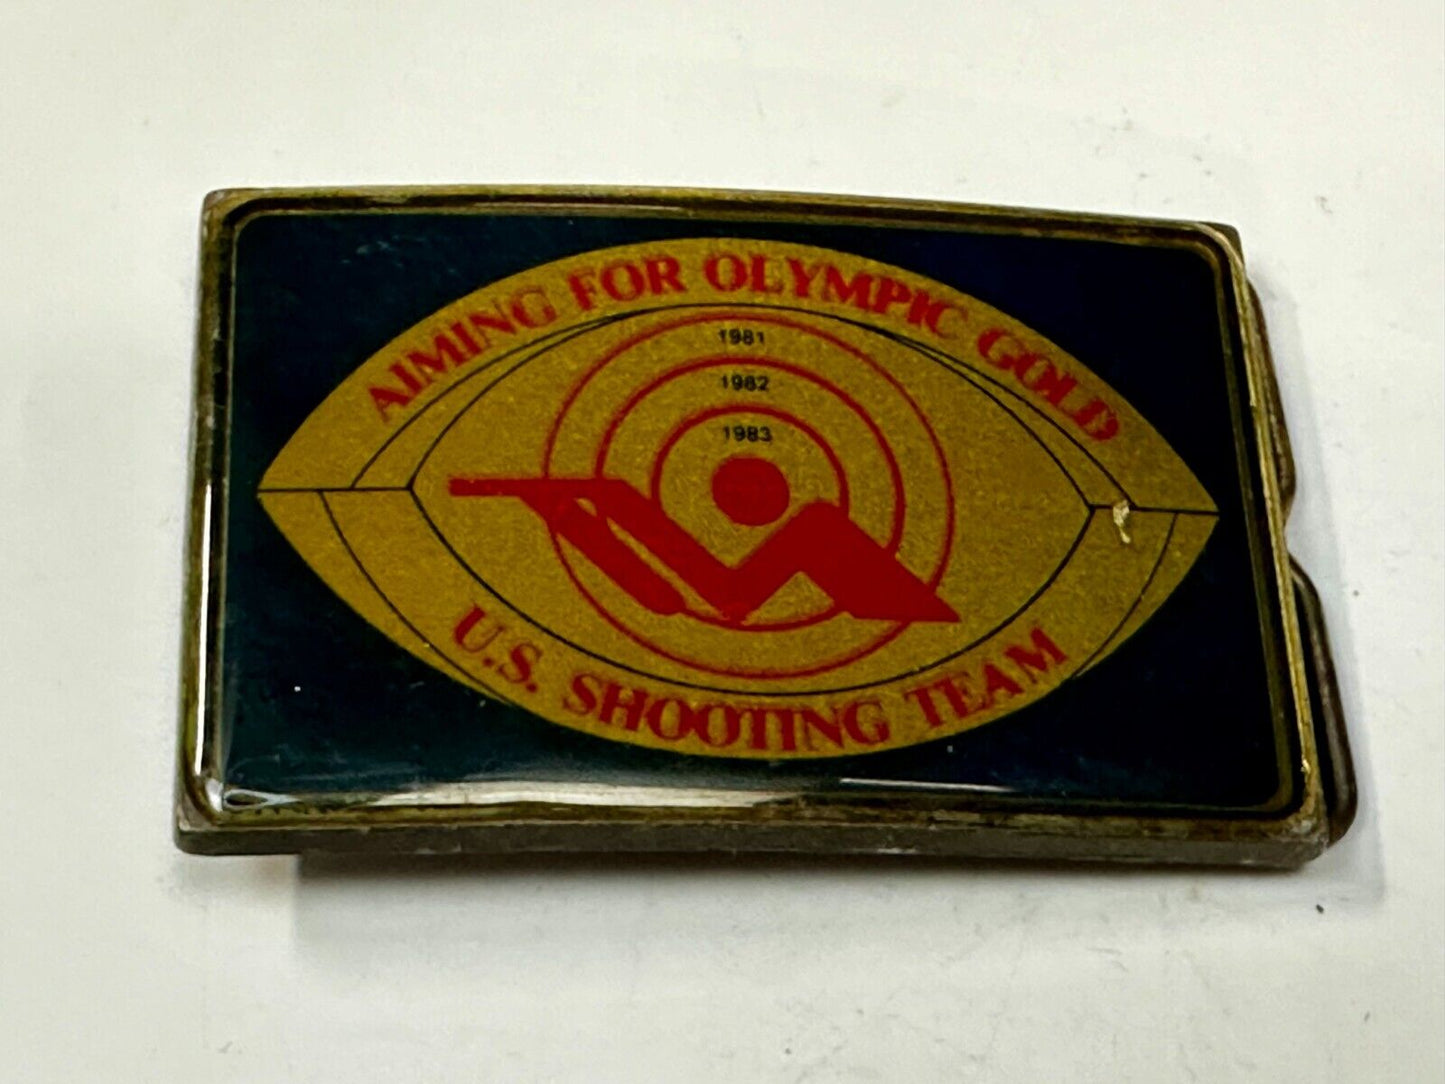 AIMING FOR OLYMPIC GOLD
1981
1982
1983
U.S. SHOOTING TEAM